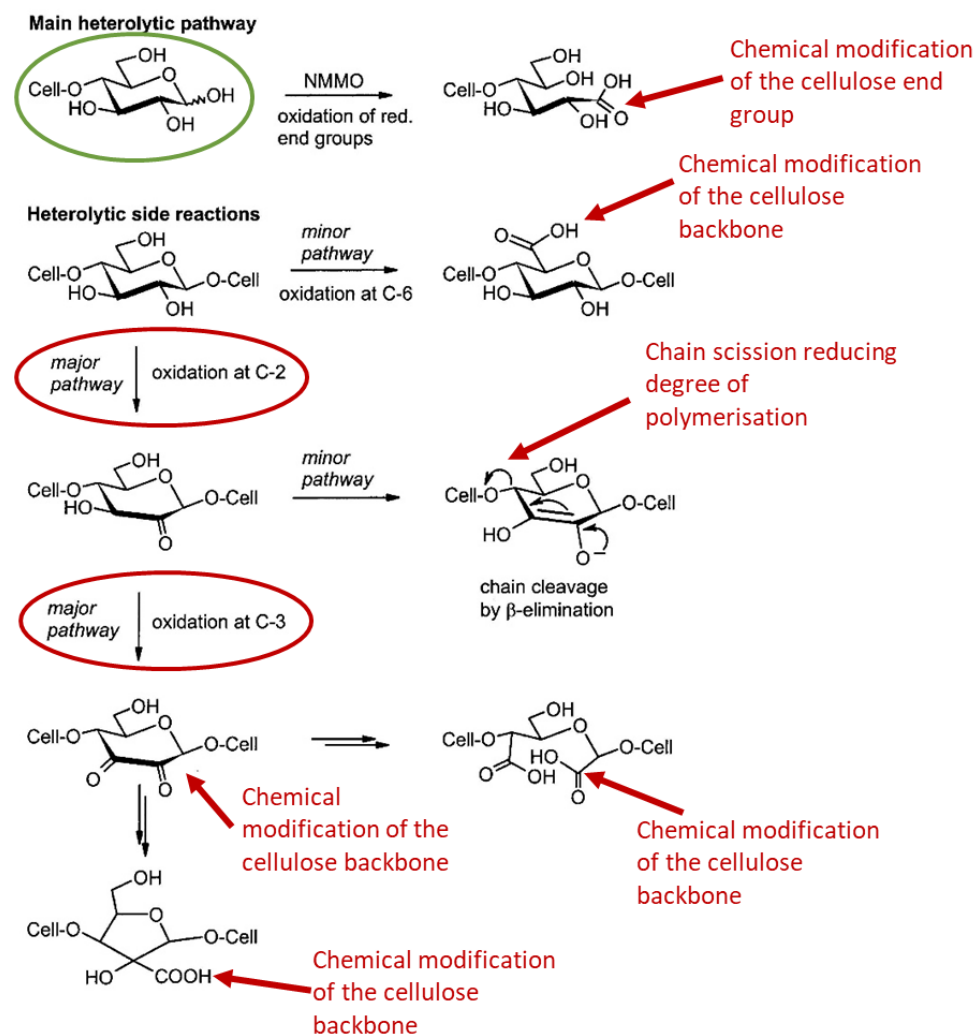 Main heterolytic pathway
OH
Cell-O
O
HO
OH
OH
NMMO
oxidation of red.
end groups
OH
OH
OH
Cell-O
HO
OH
O
Chemical modification
of the cellulose end
group
Heterolytic side reactions
OH
O
Cell-O
O-Cell
HO
OH
minor
pathway
oxidation at C-6
O
OH
O
Cell-O
O-Cell
HO
OH
Chemical modification
of the cellulose
backbone
major
pathway
oxidation at C-2
Chain scission reducing
degree of
polymerisation
OH
O
Cell-O
O-Cell
HO
O
minor
pathway
OH
O
Cell-O
O-Cell
HO
O−
chain cleavage
by β-elimination
major
pathway
oxidation at C-3
OH
O
Cell-O
O-Cell
O
O
Chemical
modification of the
cellulose backbone
OH
O
Cell-O
O-Cell
HO
O
OH
O
Chemical modification
of the cellulose
backbone
OH
O
Cell-O
O-Cell
HO
COOH
Chemical modification
of the cellulose
backbone